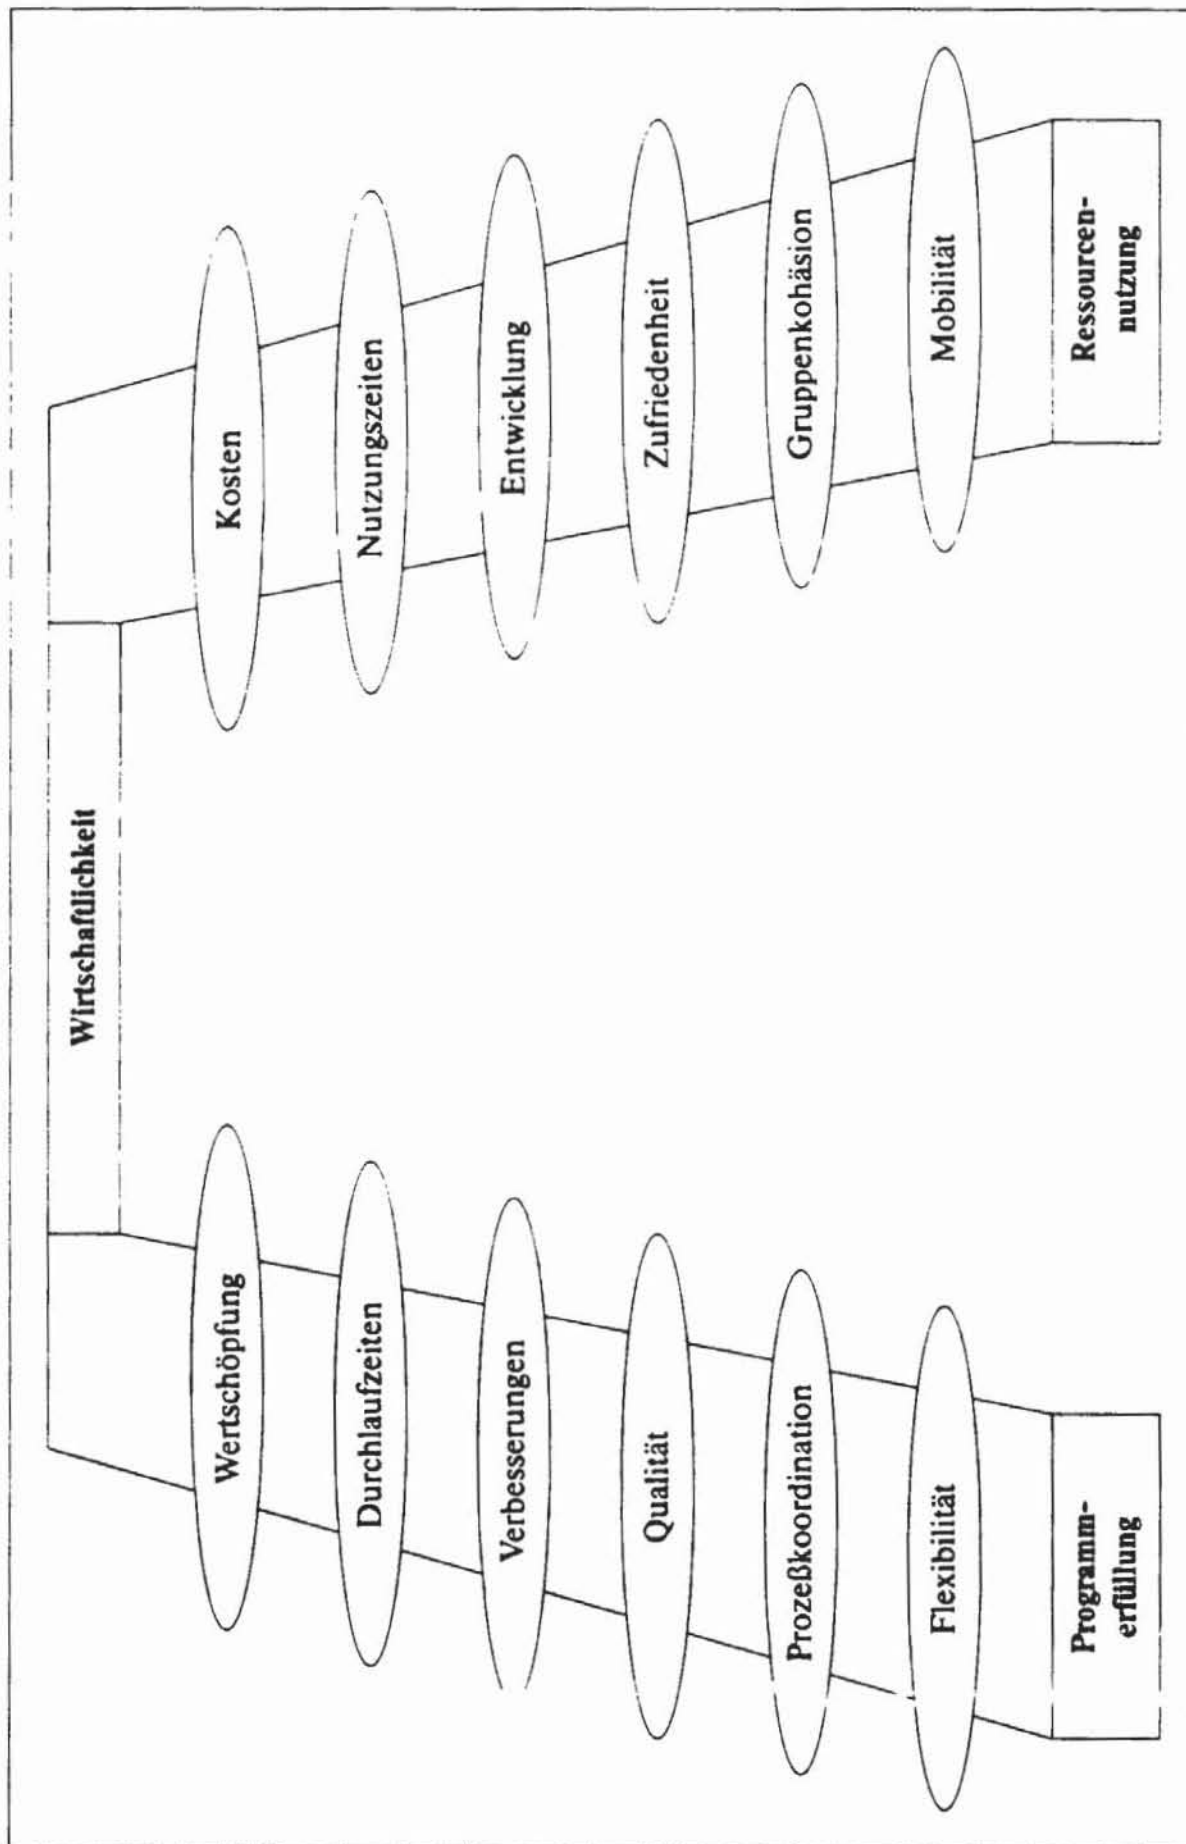 Wirtschaftlichkeit
Wertschöpfung
Kosten
Durchlaufzeiten
Nutzungszeiten
Verbesserungen
Entwicklung
Qualität
Zufriedenheit
Prozeßkoordination
Gruppenkohäsion
Flexibilität
Mobilität
Programm-
erfüllung
Ressourcen-
nutzung